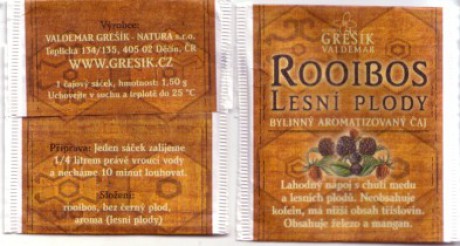 Výrobce:
VALDEMAR GREŠÍK - NATURA s.r.o.
Teplická 134/135, 405 02 Děčín, ČR
WWW.GRESIK.CZ
1 čajový sáček, hmotnost: 1,50 g
Uchovejte v suchu a teplotě do 25 °C
Příprava: Jeden sáček zalijeme
1/4 litrem právě vroucí vody
a necháme 10 minut louhovat.
Složení:
rooibos, bez černý plod,
aroma (lesní plody)
GREŠÍK
VALDEMAR
ROOIBOS
LESNÍ PLODY
BYLINNÝ AROMATIZOVANÝ ČAJ
Lahodný nápoj s chutí medu
a lesních plodů. Neobsahuje
kofein, má nižší obsah tříslovin.
Obsahuje železo a mangan.